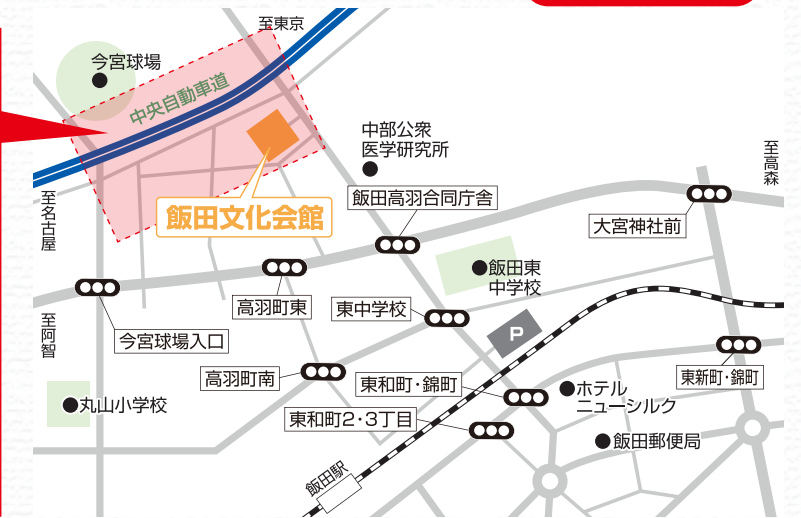 至東京
今宮球場
中央自動車道
中部公衆
医学研究所
至高森
飯田高羽合同庁舎
至名古屋
飯田文化会館
大宮神社前
飯田東
中学校
高羽町東
東中学校
至阿智
今宮球場入口
P
高羽町南
東和町・錦町
東新町・錦町
ホテル
ニューシルク
丸山小学校
東和町2・3丁目
飯田郵便局
飯田駅